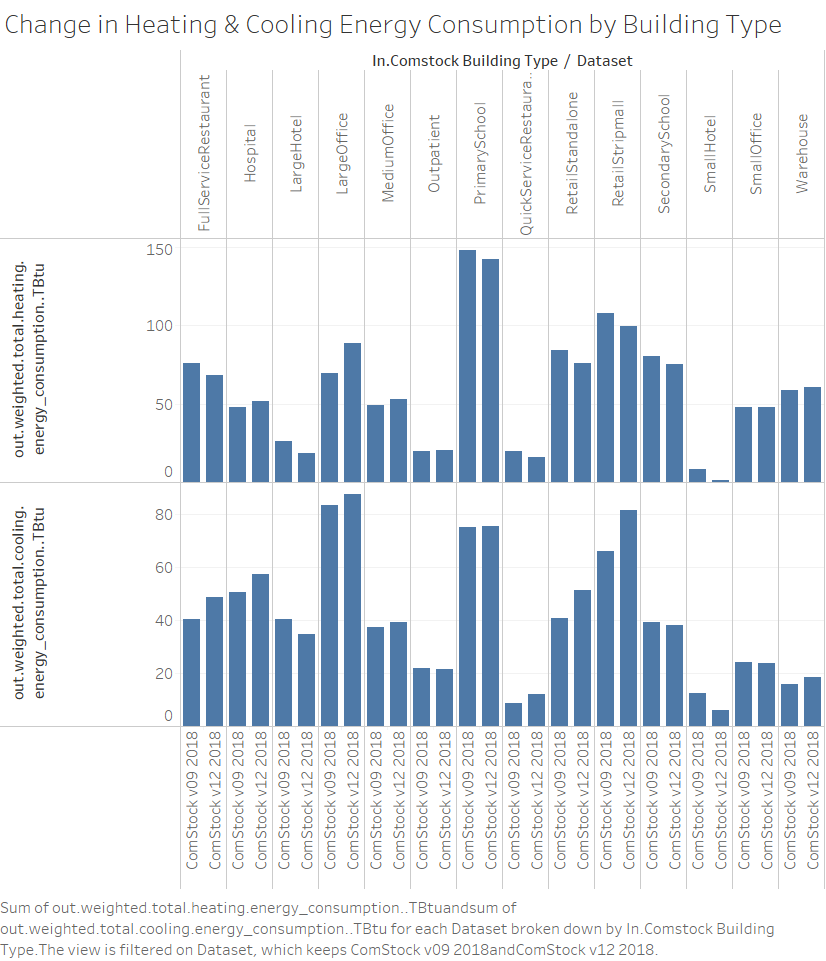 Change in Heating & Cooling Energy Consumption by Building Type
In.Comstock Building Type / Dataset
FullServiceRestaurant
Hospital
LargeHotel
LargeOffice
MediumOffice
Outpatient
PrimarySchool
QuickServiceRestaura..
RetailStandalone
RetailStripmall
SecondarySchool
SmallHotel
SmallOffice
Warehouse
out.weighted.total.heating.
energy_consumption..TBtu
150
100
50
0
out.weighted.total.cooling.
energy_consumption..TBtu
80
60
40
20
0
ComStock v09 2018
ComStock v12 2018
ComStock v09 2018
ComStock v12 2018
ComStock v09 2018
ComStock v12 2018
ComStock v09 2018
ComStock v12 2018
ComStock v09 2018
ComStock v12 2018
ComStock v09 2018
ComStock v12 2018
ComStock v09 2018
ComStock v12 2018
ComStock v09 2018
ComStock v12 2018
ComStock v09 2018
ComStock v12 2018
ComStock v09 2018
ComStock v12 2018
ComStock v09 2018
ComStock v12 2018
ComStock v09 2018
ComStock v12 2018
ComStock v09 2018
ComStock v12 2018
ComStock v09 2018
ComStock v12 2018
Sum of out.weighted.total.heating.energy_consumption..TBtuandsum of
out.weighted.total.cooling.energy_consumption..TBtu for each Dataset broken down by In.Comstock Building
Type.The view is filtered on Dataset, which keeps ComStock v09 2018andComStock v12 2018.